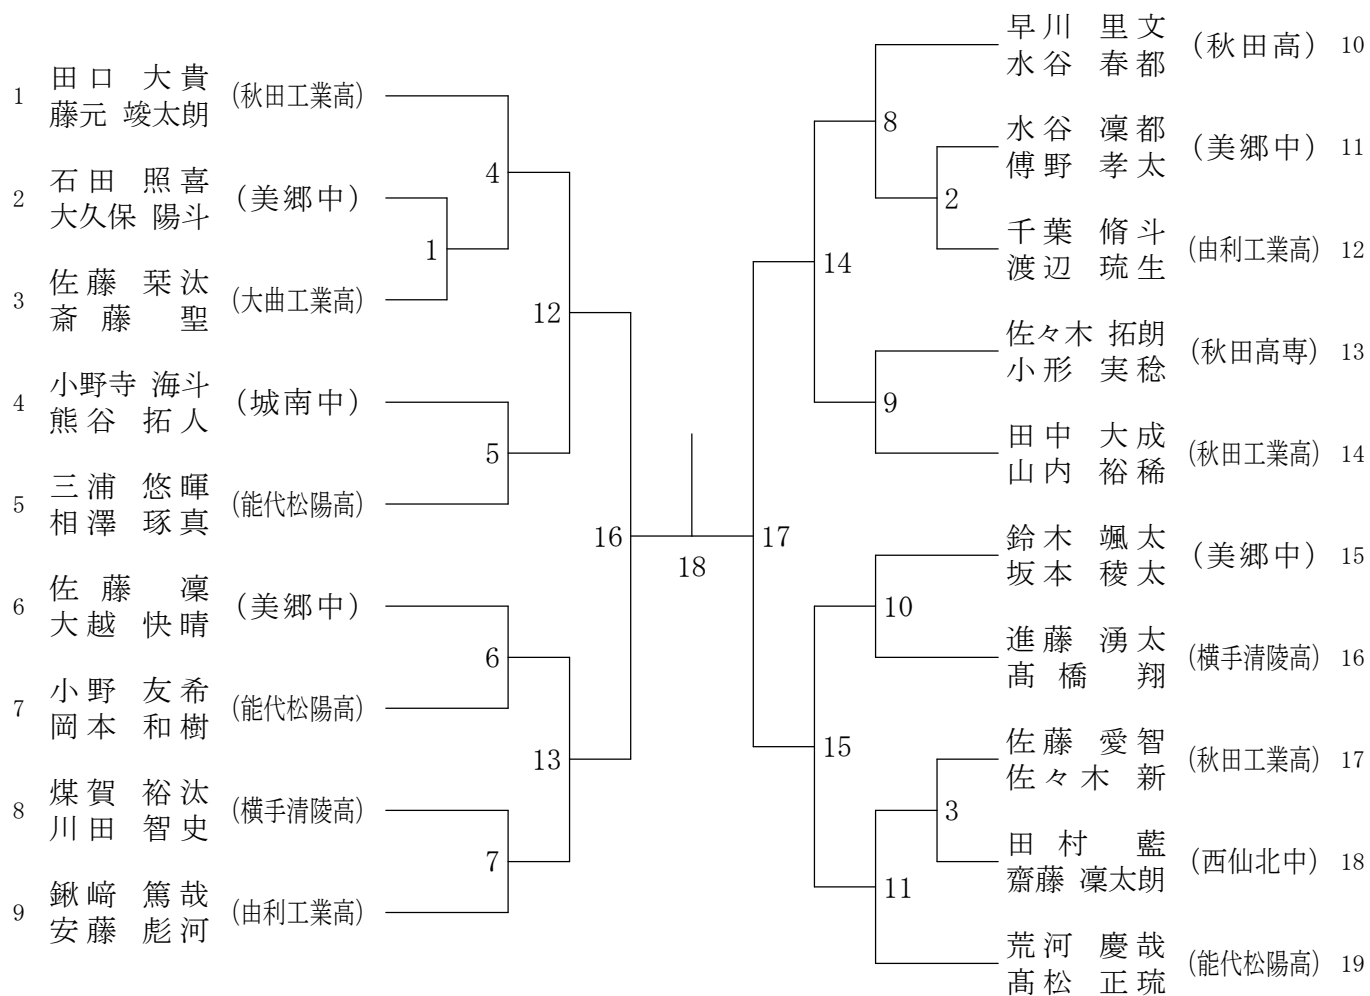 1 田口 大貴 (秋田工業高)
藤元 竣太朗
2 石田 照喜 (美郷中)
大久保 陽斗
3 佐藤 栞汰 (大曲工業高)
斎藤 聖
4 小野寺 海斗 (城南中)
熊谷 拓人
5 三浦 悠暉 (能代松陽高)
相澤 琢真
6 佐藤 凜 (美郷中)
大越 快晴
7 小野 友希 (能代松陽高)
岡本 和樹
8 煤賀 裕汰 (横手清陵高)
川田 智史
9 鍬﨑 篤哉 (由利工業高)
安藤 彪河
4
1
12
5
16
6
13
7
18
早川 里文 (秋田高) 10
水谷 春都
水谷 凜都 (美郷中) 11
傅野 孝太
千葉 脩斗 (由利工業高) 12
渡辺 琉生
佐々木 拓朗 (秋田高専) 13
小形 実稔
田中 大成 (秋田工業高) 14
山内 裕稀
鈴木 颯太 (美郷中) 15
坂本 稜太
進藤 湧太 (横手清陵高) 16
髙橋 翔
佐藤 愛智 (秋田工業高) 17
佐々木 新
田村 藍 (西仙北中) 18
齋藤 凜太朗
荒河 慶哉 (能代松陽高) 19
髙松 正琉
8
2
14
9
17
10
15
3
11